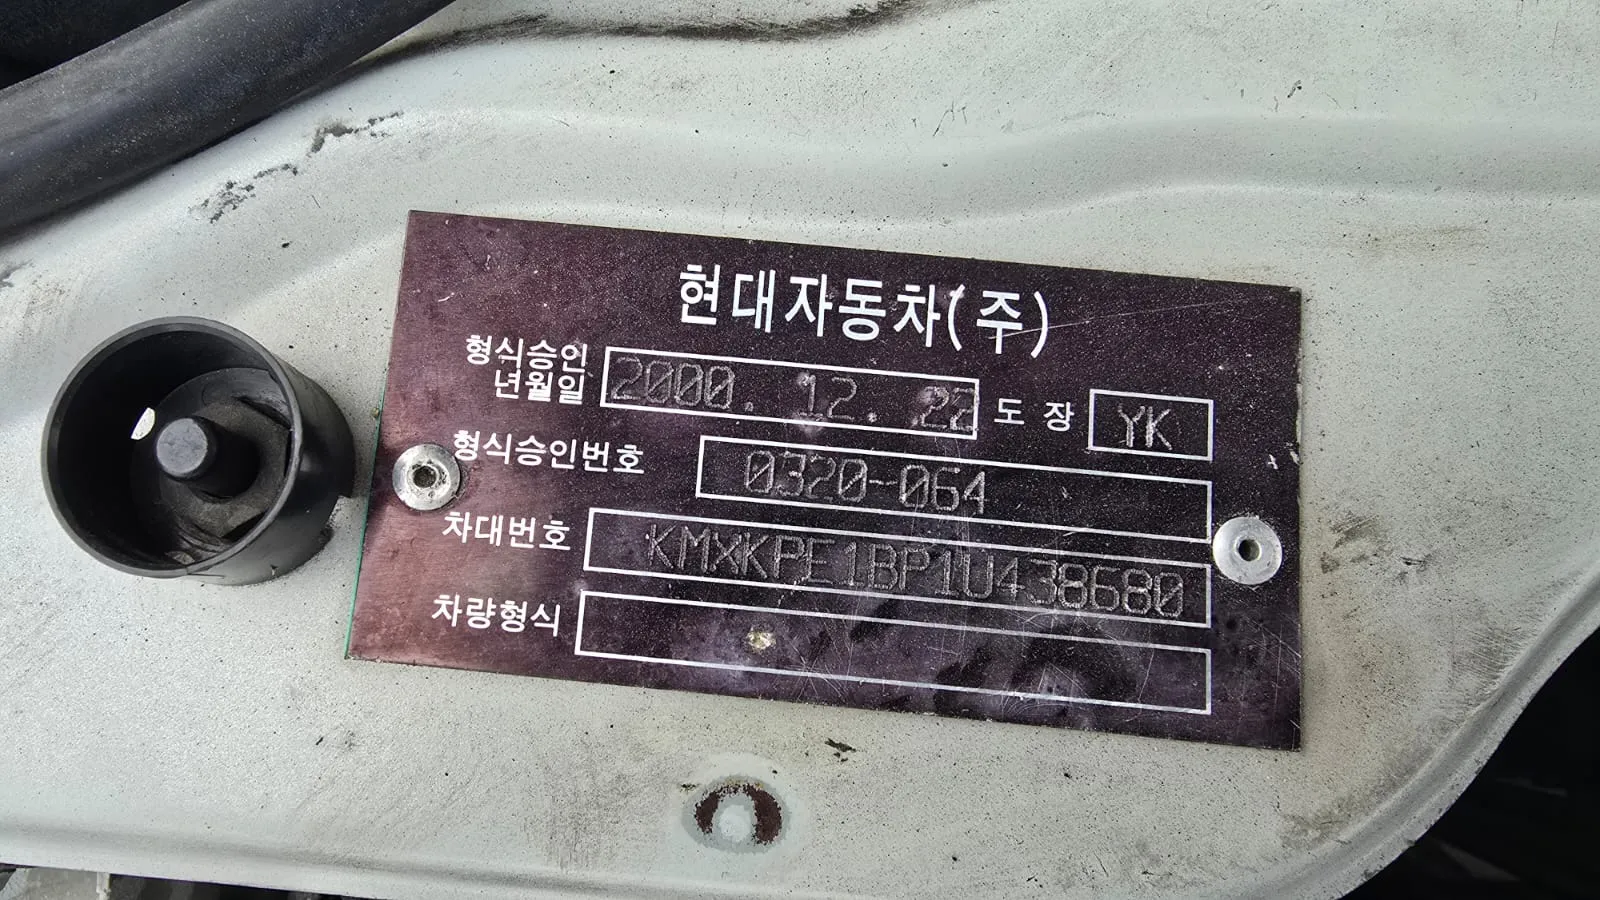 현대자동차(주)
형식승인
년월일 2000. 12. 22 도장 YK
형식승인번호 0320-064
차대번호 KMXKPE1BP1U438680
차량형식